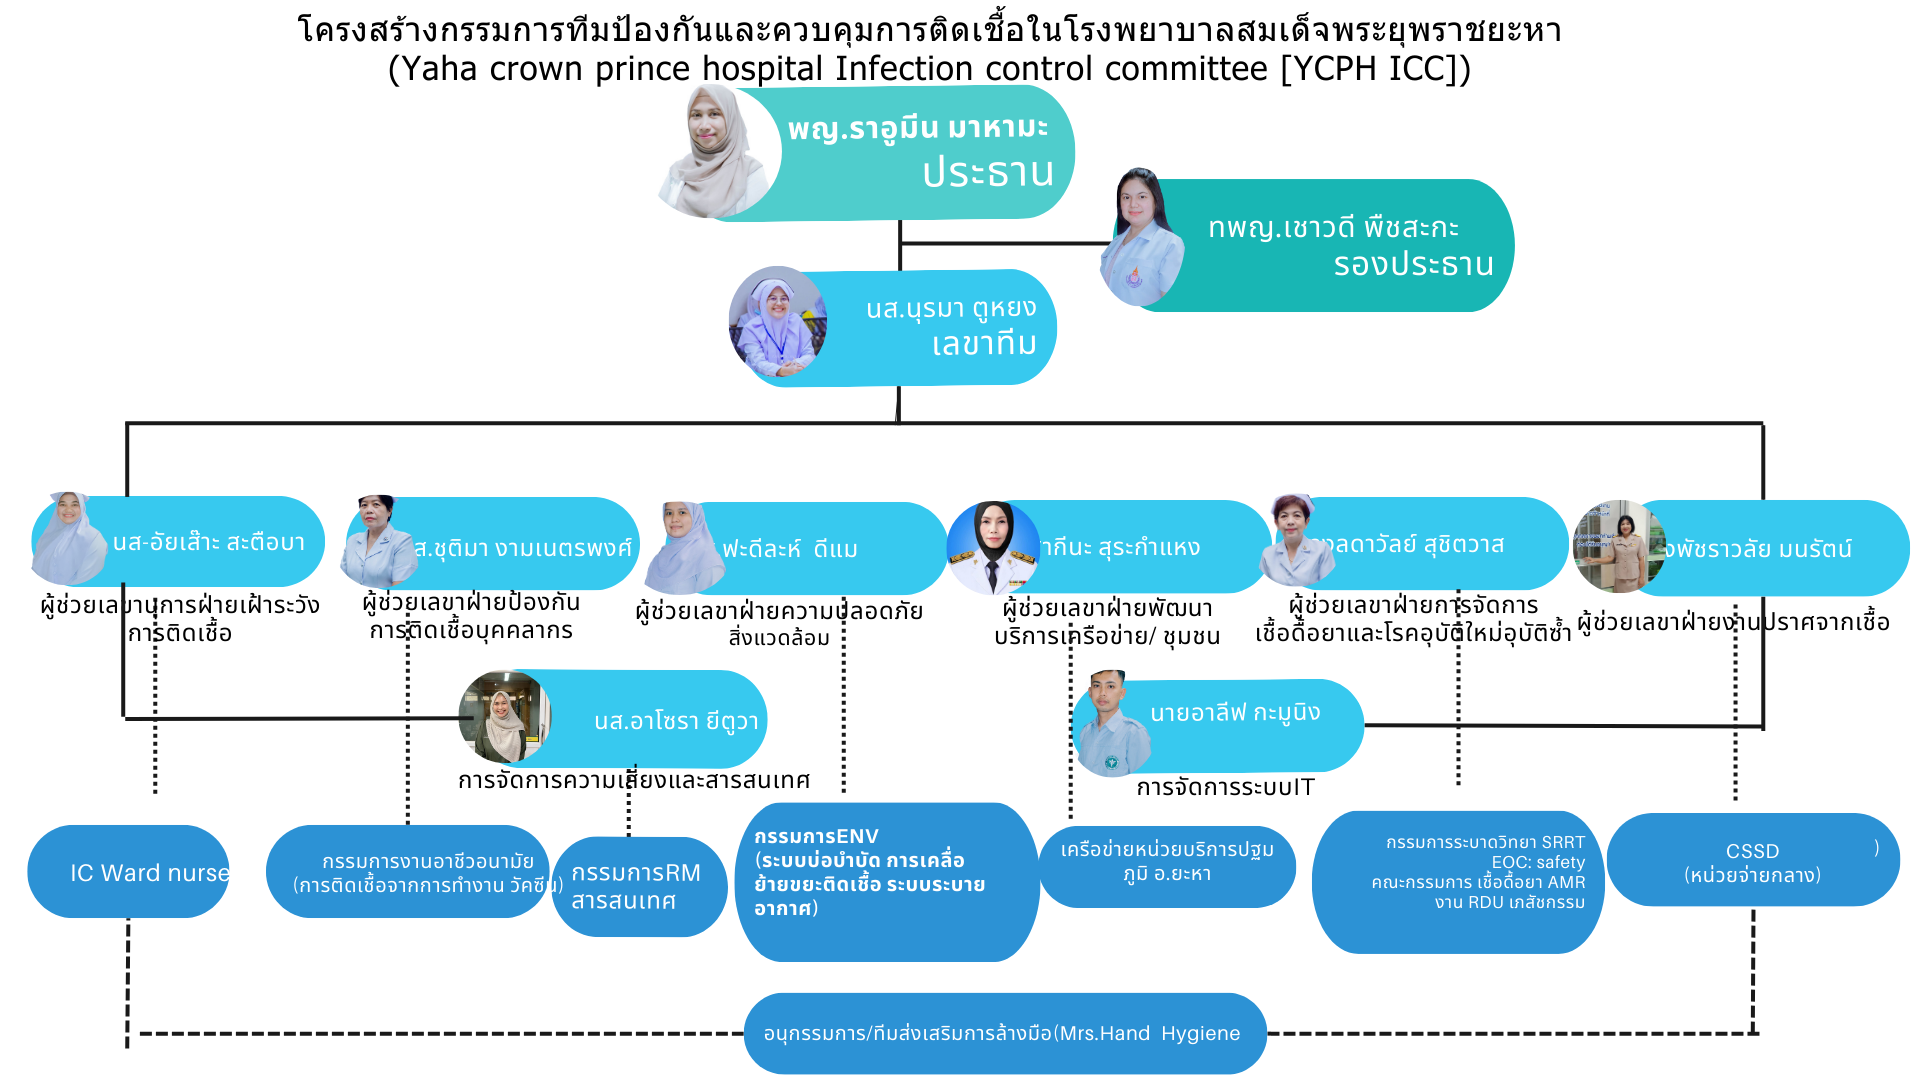 โครงสร้างกรรมการทีมป้องกันและควบคุมการติดเชื้อในโรงพยาบาลสมเด็จพระยุพราชยะหา
(Yaha crown prince hospital Infection control committee [YCPH ICC])
พญ.ราอูมีน มาหามะ
ประธาน
ทพญ.เชาวดี พืชสะกะ
รองประธาน
นส.นุรมา ตูหยง
เลขาทีม
นส-อัยเส๊าะ สะตือบา
ผู้ช่วยเลขานุการฝ่ายเฝ้าระวัง
การติดเชื้อ
ส.ชุติมา งามเนตรพงศ์
ผู้ช่วยเลขาฝ่ายป้องกัน
การติดเชื้อบุคคลากร
ฟะดีละห์ ดีแม
ผู้ช่วยเลขาฝ่ายความปลอดภัย
สิ่งแวดล้อม
ากีนะ สุระกำแหง
ผู้ช่วยเลขาฝ่ายพัฒนา
บริการเครือข่าย/ ชุมชน
งลดาวัลย์ สุชิตวาส
ผู้ช่วยเลขาฝ่ายการจัดการ
เชื้อดื้อยาและโรคอุบัติใหม่อุบัติซ้ำ
งพัชราวลัย มนรัตน์
ผู้ช่วยเลขาฝ่ายงานปราศจากเชื้อ
นส.อาโซรา ยีตูวา
การจัดการความเสี่ยงและสารสนเทศ
นายอาลีฟ กะมูนิง
การจัดการระบบIT
IC Ward nurse
กรรมการงานอาชีวอนามัย
(การติดเชื้อจากการทำงาน วัคซีน)
กรรมการRM
สารสนเทศ
กรรมการENV
(ระบบบ่อบำบัด การเคลื่อ
ย้ายขยะติดเชื้อ ระบบระบาย
อากาศ)
เครือข่ายหน่วยบริการปฐม
ภูมิ อ.ยะหา
กรรมการระบาดวิทยา SRRT
EOC: safety
คณะกรรมการ เชื้อดื้อยา AMR
งาน RDU เภสัชกรรม
CSSD )
(หน่วยจ่ายกลาง)
อนุกรรมการ/ทีมส่งเสริมการล้างมือ(Mrs.Hand Hygiene